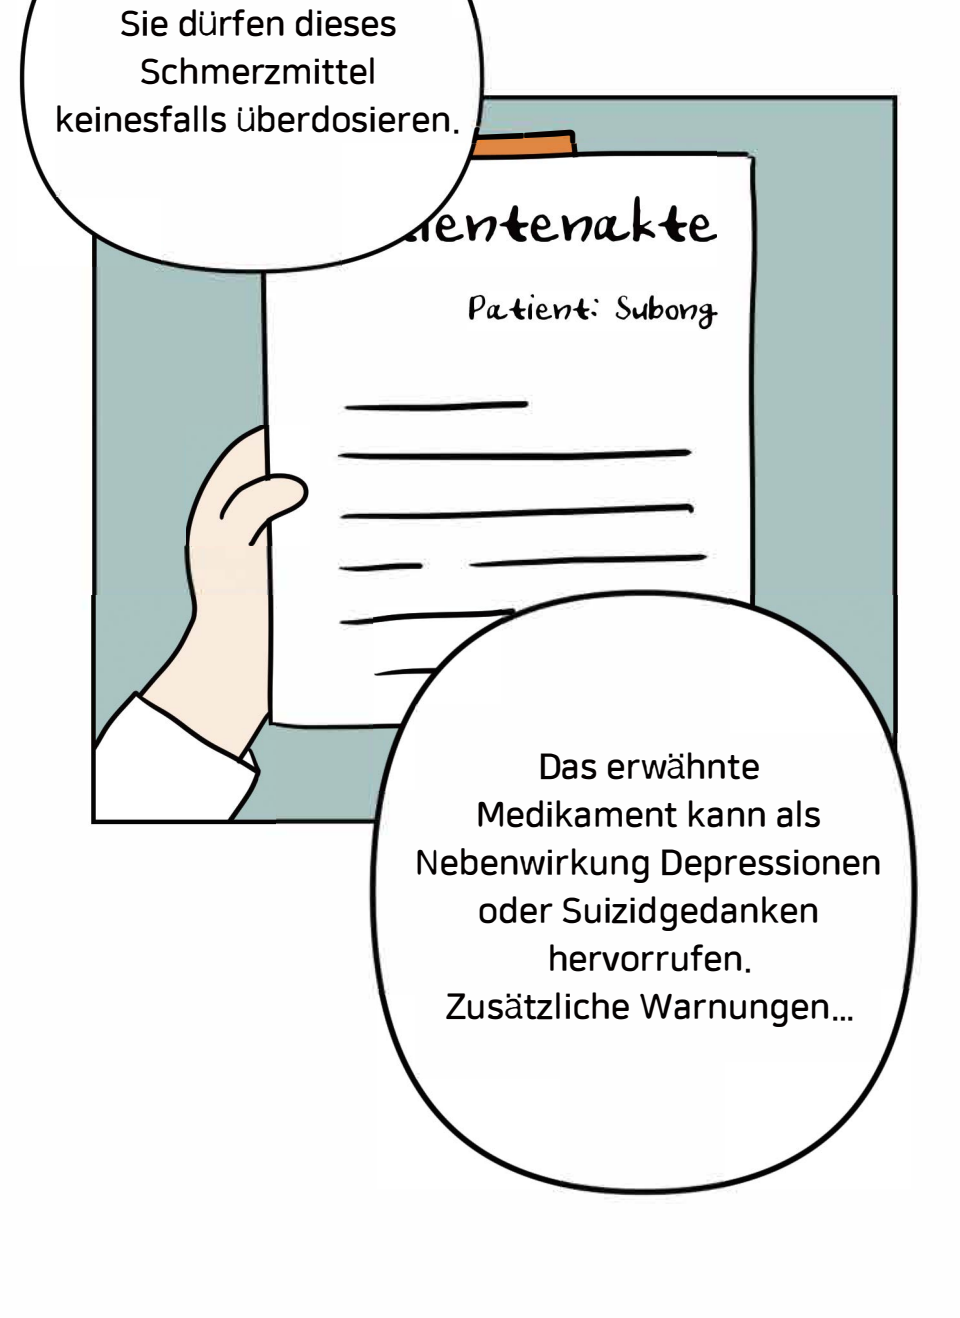 Sie dürfen dieses
Schmerzmittel
keinesfalls überdosieren.
Patient: Subong
Das erwähnte
Medikament kann als
Nebenwirkung Depressionen
oder Suizidgedanken
hervorrufen.
Zusätzliche Warnungen...